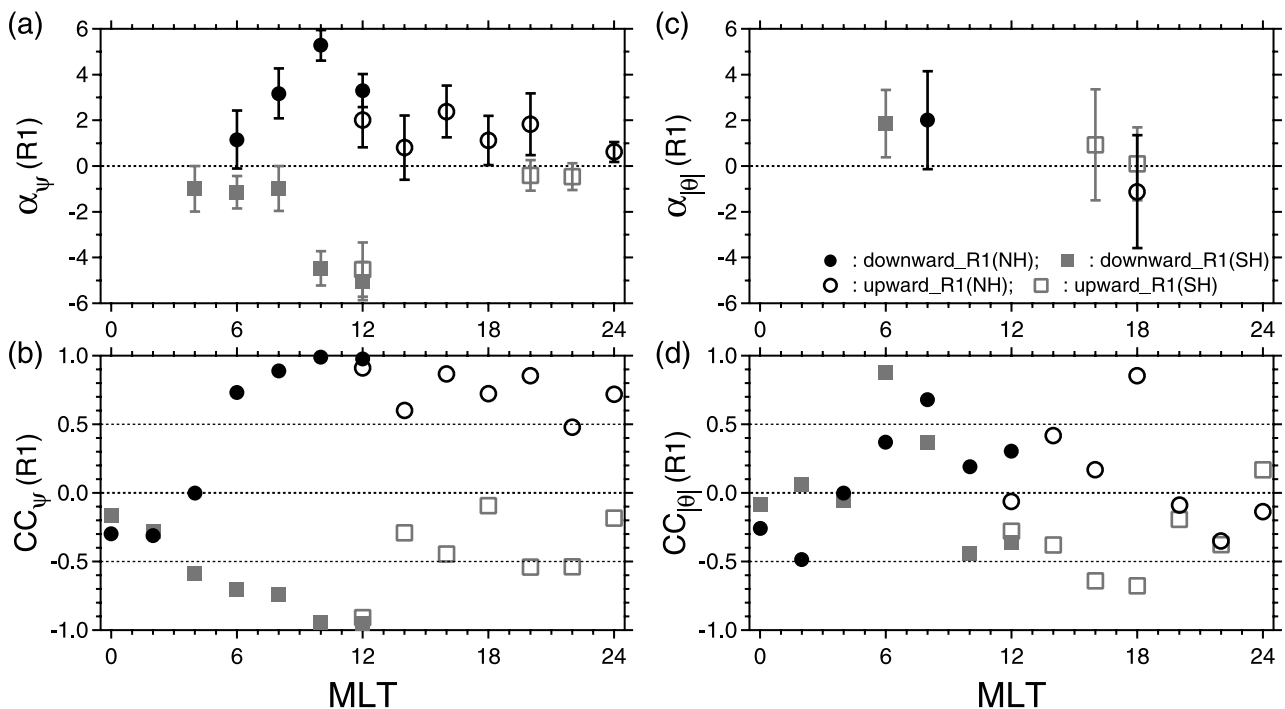 (a)
α_ψ (R1)
6
4
2
0
-2
-4
-6
0 6 12 18 24
(c)
α_|θ| (R1)
6
4
2
0
-2
-4
-6
: downward_R1(NH); : downward_R1(SH)
: upward_R1(NH); : upward_R1(SH)
0 6 12 18 24
(b)
CC_ψ (R1)
1.0
0.5
0.0
-0.5
-1.0
0 6 12 18 24
MLT
(d)
CC_|θ| (R1)
1.0
0.5
0.0
-0.5
-1.0
0 6 12 18 24
MLT